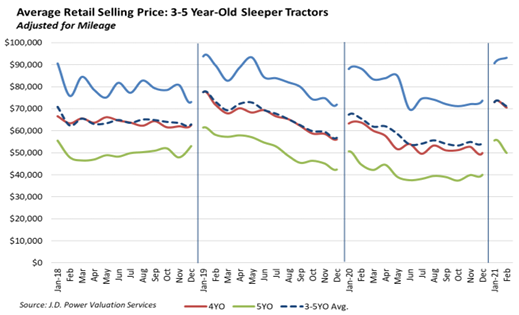 Average Retail Selling Price: 3-5 Year-Old Sleeper Tractors
Adjusted for Mileage
$100,000
$90,000
$80,000
$70,000
$60,000
$50,000
$40,000
$30,000
$20,000
$10,000
$0
Jan-18 Feb Mar Apr May Jun Jul Aug Sep Oct Nov Dec Jan-19 Feb Mar Apr May Jun Jul Aug Sep Oct Nov Dec Jan-20 Feb Mar Apr May Jun Jul Aug Sep Oct Nov Dec Jan-21 Feb
Source: J.D. Power Valuation Services
4YO 5YO 3-5YO Avg.